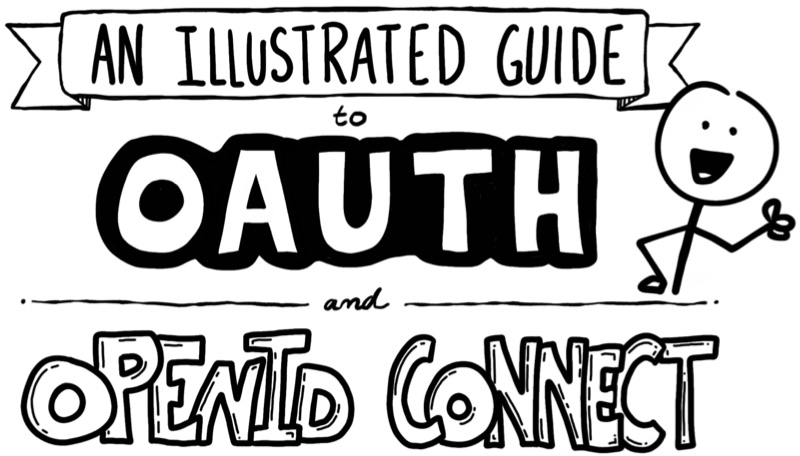 AN ILLUSTRATED GUIDE
to
OAUTH
and
OPENId CONNECT